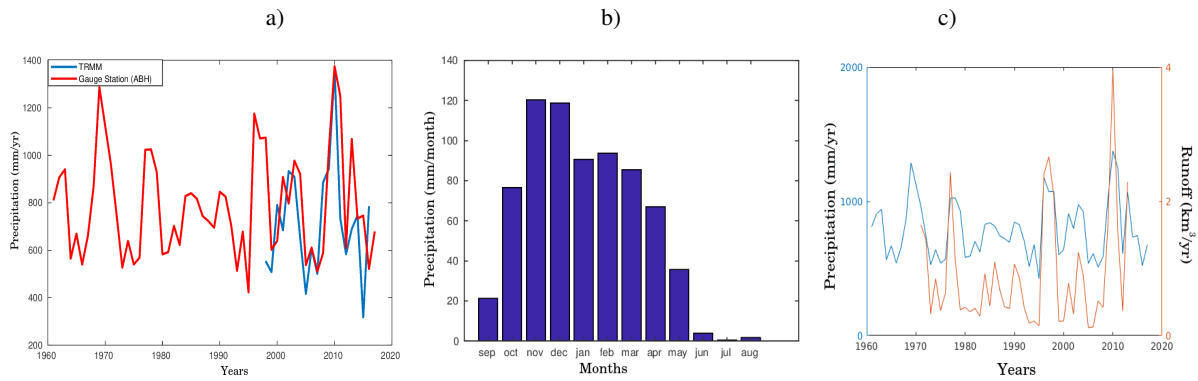 a)
b)
c)
TRMM
Gauge Station (ABH)
Precipitation (mm/yr)
1400
1200
1000
800
600
400
200
1960 1970 1980 1990 2000 2010 2020
Years
Precipitation (mm/month)
140
120
100
80
60
40
20
0
sep oct nov dec jan feb mar apr may jun jul aug
Months
Precipitation (mm/yr)
2000
1000
0
1960 1970 1980 1990 2000 2010 2020
Years
4
2
0
Runoff (km³/yr)